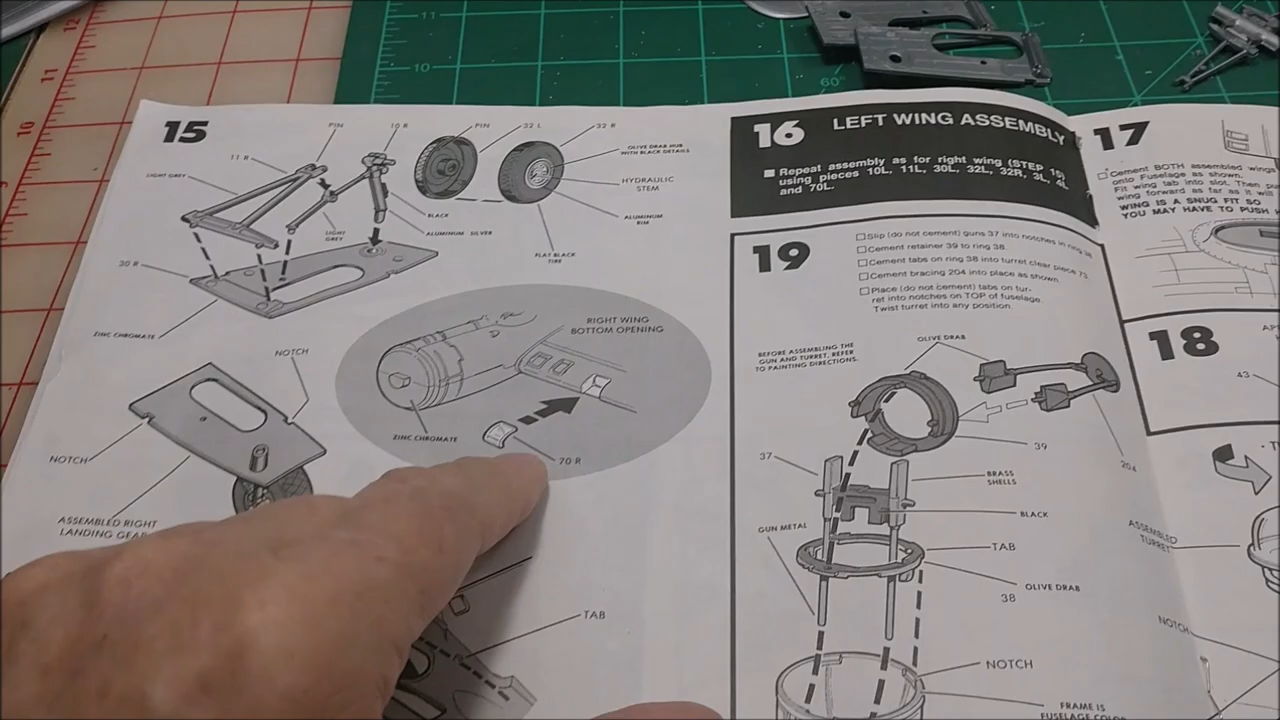 12
11
10
11
10
60°
15
PIN
10 R
PIN
32 L
32 R
OLIVE DRAB HUB
WITH BLACK DETAILS
11 R
LIGHT GREY
HYDRAULIC
STEM
BLACK
ALUMINUM
RIM
LIGHT
GREY
ALUMINUM SILVER
FLAT BLACK
TIRE
30 R
ZINC CHROMATE
NOTCH
RIGHT WING
BOTTOM OPENING
ZINC CHROMATE
70 R
NOTCH
ASSEMBLED RIGHT
LANDING GEAR
TAB
16 LEFT WING ASSEMBLY
■ Repeat assembly as for right wing (STEP 15)
using pieces 10L, 11L, 30L, 32L, 32R, 3L, 4L
and 70L.
19
□ Slip (do not cement) guns 37 into notches in ring 38.
□ Cement retainer 39 to ring 38.
□ Cement tabs on ring 38 into turret clear piece 73.
□ Cement bracing 204 into place as shown.
□ Place (do not cement) tabs on tur-
ret into notches on TOP of fuselage.
Twist turret into any position.
BEFORE ASSEMBLING THE
GUN AND TURRET, REFER
TO PAINTING DIRECTIONS.
OLIVE DRAB
39
204
37
BRASS
SHELLS
BLACK
GUN METAL
TAB
OLIVE DRAB
38
NOTCH
FRAME IS
FUSELAGE COLOR
17
□ Cement BOTH assembled wings
onto Fuselage as shown.
Fit wing tab into slot. Then pu
wing forward as far as it will
WING IS A SNUG FIT SO
YOU MAY HAVE TO PUSH
18
43
ASSEMBLED
TURRET
NOTCH